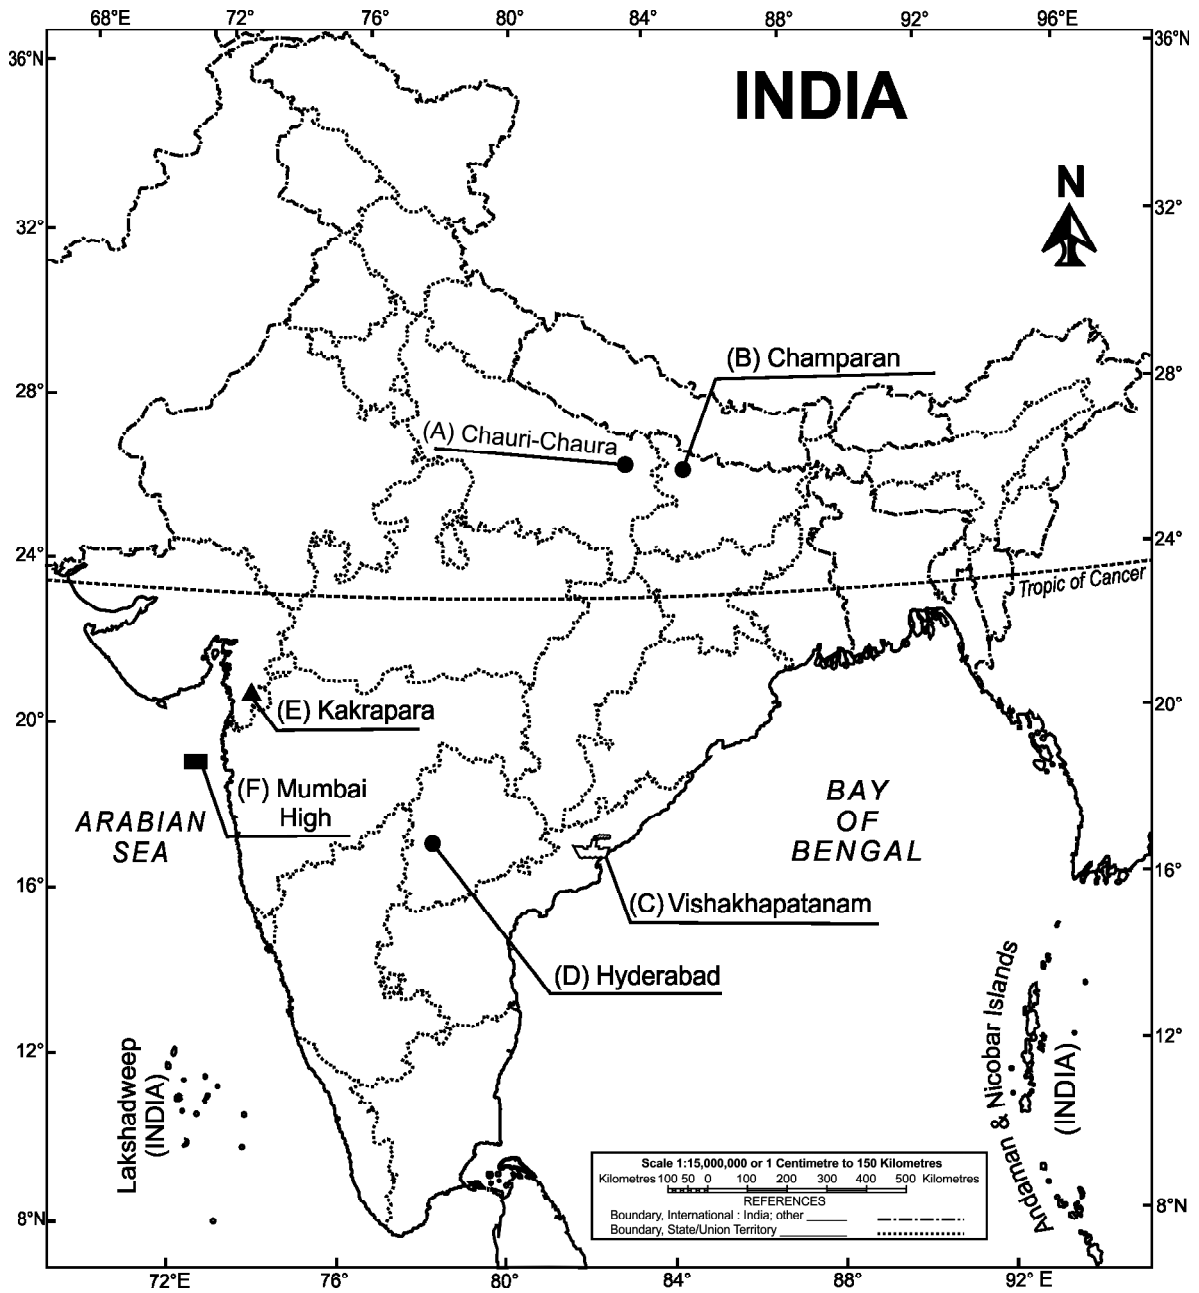 68°E 72° 76° 80° 84° 88° 92° 96°E
36°N
36°N
INDIA
N
32°
32°
(B) Champaran
28°
28°
(A) Chauri-Chaura
24°
24°
Tropic of Cancer
20°
20°
(E) Kakrapara
(F) Mumbai
High
ARABIAN
SEA
BAY
OF
BENGAL
16°
16°
(C) Vishakhapatanam
(D) Hyderabad
12°
12°
Lakshadweep
(INDIA)
Andaman & Nicobar Islands
(INDIA)
Scale 1:15,000,000 or 1 Centimetre to 150 Kilometres
Kilometres 100 50 0 100 200 300 400 500 Kilometres
REFERENCES
Boundary, International : India; other
Boundary, State/Union Territory
8°N
8°N
72°E 76° 80° 84° 88° 92° E